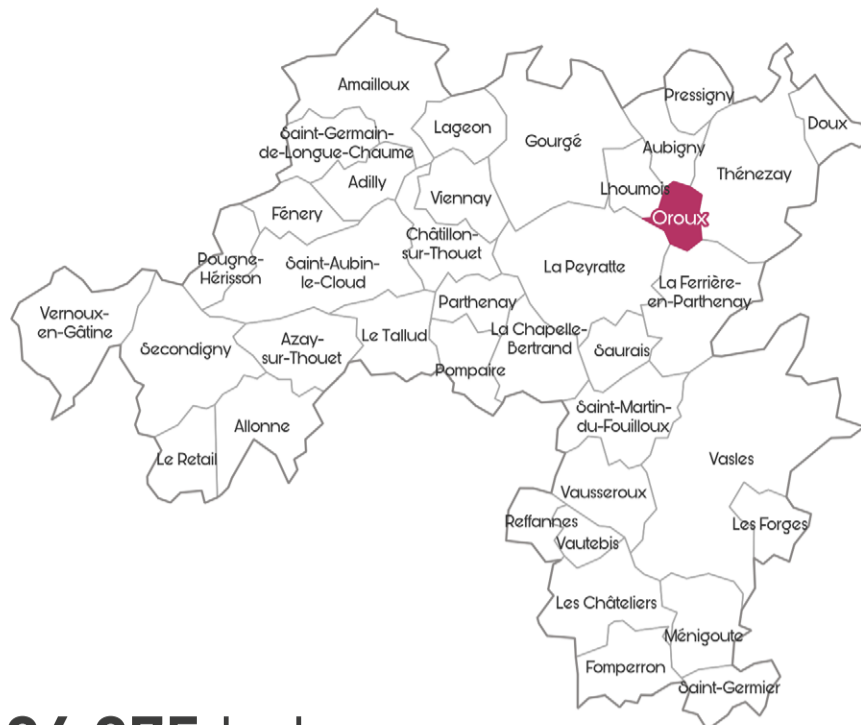 Amailloux
Pressigny
Doux
Lageon
Saint-Germain-
de-Longue-Chaume
Gourgé
Aubigny
Thénezay
Adilly
Lhoumois
Viennay
Fénery
Oroux
Châtillon-
sur-Thouet
Pougne-
Hérisson
Saint-Aubin-
le-Cloud
La Peyratte
La Ferrière-
en-Parthenay
Parthenay
Vernoux-
en-Gâtine
Secondigny
Azay-
sur-Thouet
Le Tallud
La Chapelle-
Bertrand
Saurais
Pompaire
Saint-Martin-
du-Fouilloux
Allonne
Le Retail
Vasles
Vausseroux
Reffannes
Les Forges
Vautebis
Les Châteliers
Ménigoute
Fomperron
Saint-Germier